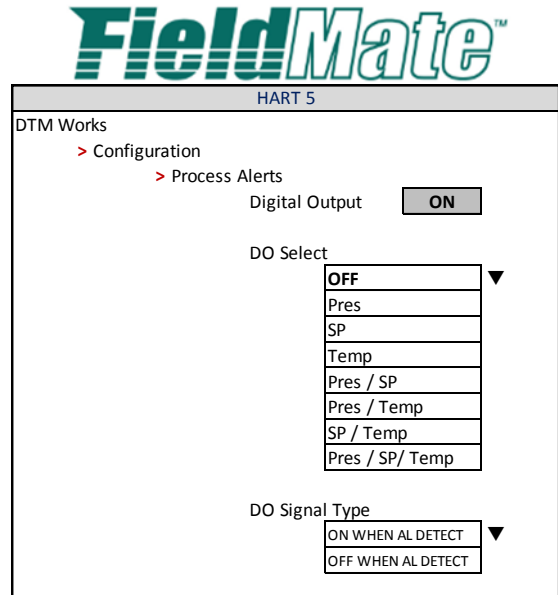 FieldMate™
HART 5
DTM Works
> Configuration
> Process Alerts
Digital Output ON
DO Select
OFF ▼
Pres
SP
Temp
Pres / SP
Pres / Temp
SP / Temp
Pres / SP/ Temp
DO Signal Type
ON WHEN AL DETECT ▼
OFF WHEN AL DETECT